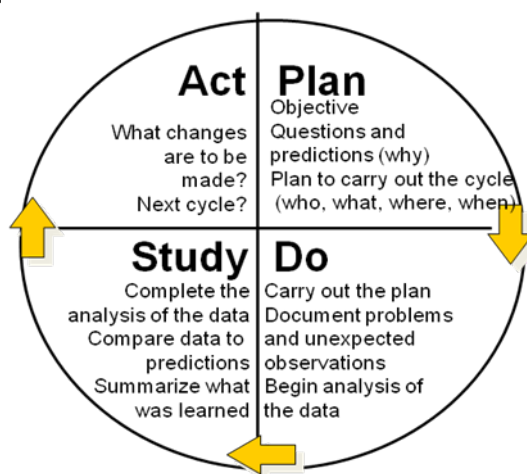 Act
What changes
are to be
made?
Next cycle?
Plan
Objective
Questions and
predictions (why)
Plan to carry out the cycle
(who, what, where, when)
Study
Complete the
analysis of the data
Compare data to
predictions
Summarize what
was learned
Do
Carry out the plan
Document problems
and unexpected
observations
Begin analysis of
the data